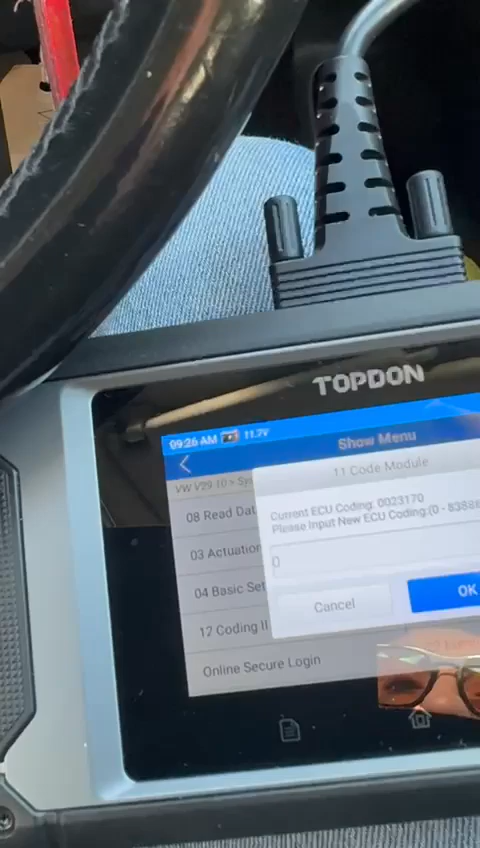 TOPDON
09:26 AM 11.7V
Show Menu
VW V29.10 > Sys
11 Code Module
08 Read Dat
Current ECU Coding: 0023170
Please Input New ECU Coding:(0 - 83886
03 Actuation
0
04 Basic Set
Cancel
OK
12 Coding II
Online Secure Login